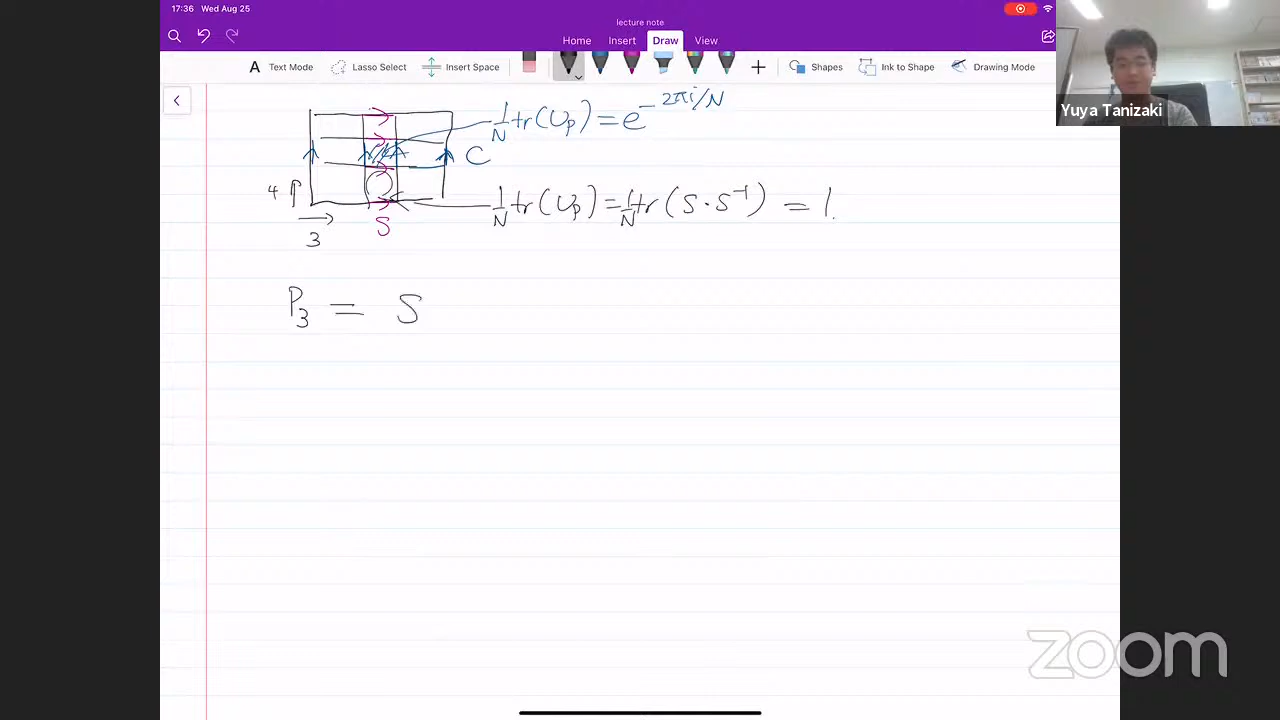 17:36 Wed Aug 25
lecture note
Home Insert Draw View
Text Mode Lasso Select Insert Space Shapes Ink to Shape Drawing Mode
Yuya Tanizaki
1/N tr(Up) = e^{-2πi/N}
C
4 ↑
1/N tr(Up) = 1/N tr(S·S^{-1}) = 1.
→
3
S
P_3 = S
zoom